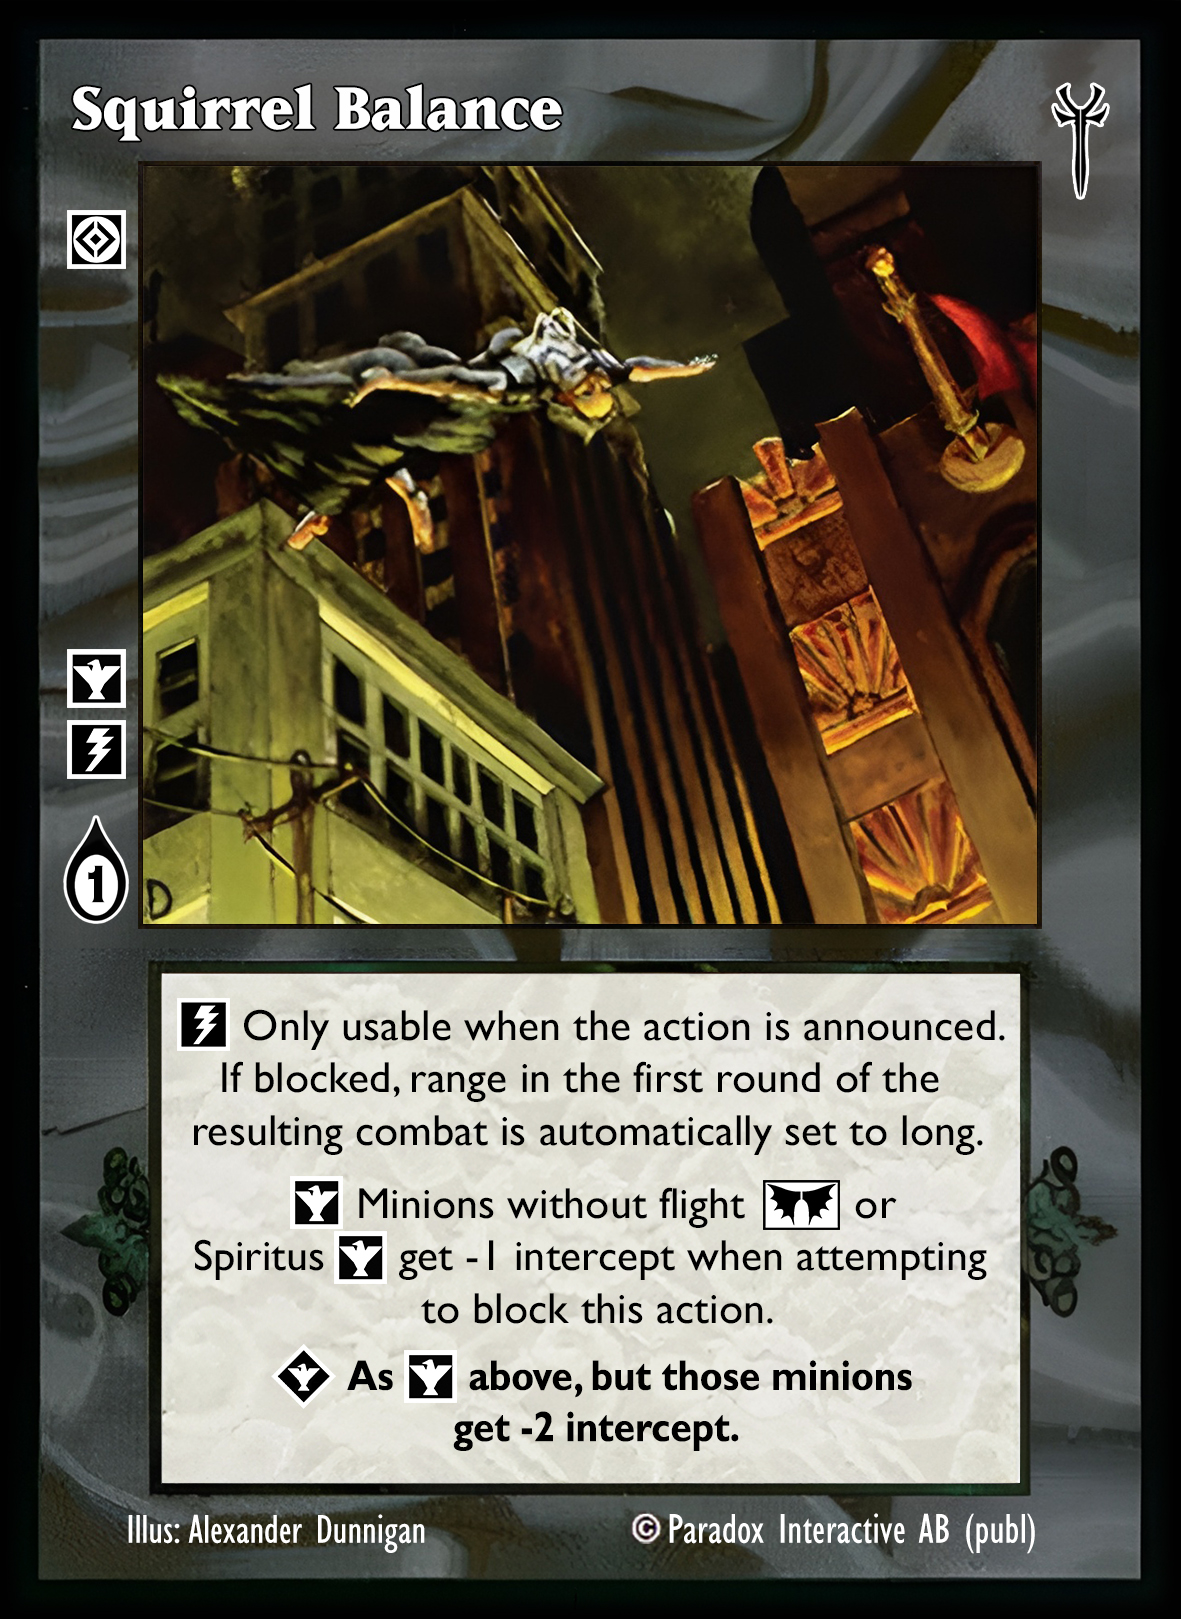 Squirrel Balance
1
D
Only usable when the action is announced.
If blocked, range in the first round of the
resulting combat is automatically set to long.
Minions without flight or
Spiritus get -1 intercept when attempting
to block this action.
As above, but those minions
get -2 intercept.
Illus: Alexander Dunnigan © Paradox Interactive AB (publ)